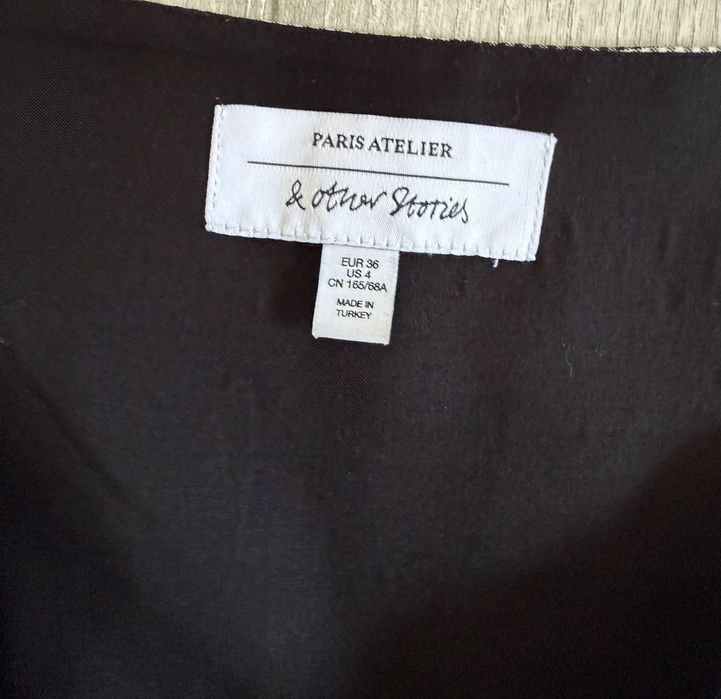 PARIS ATELIER
& other Stories
EUR 36
US 4
CN 165/68A
MADE IN
TURKEY